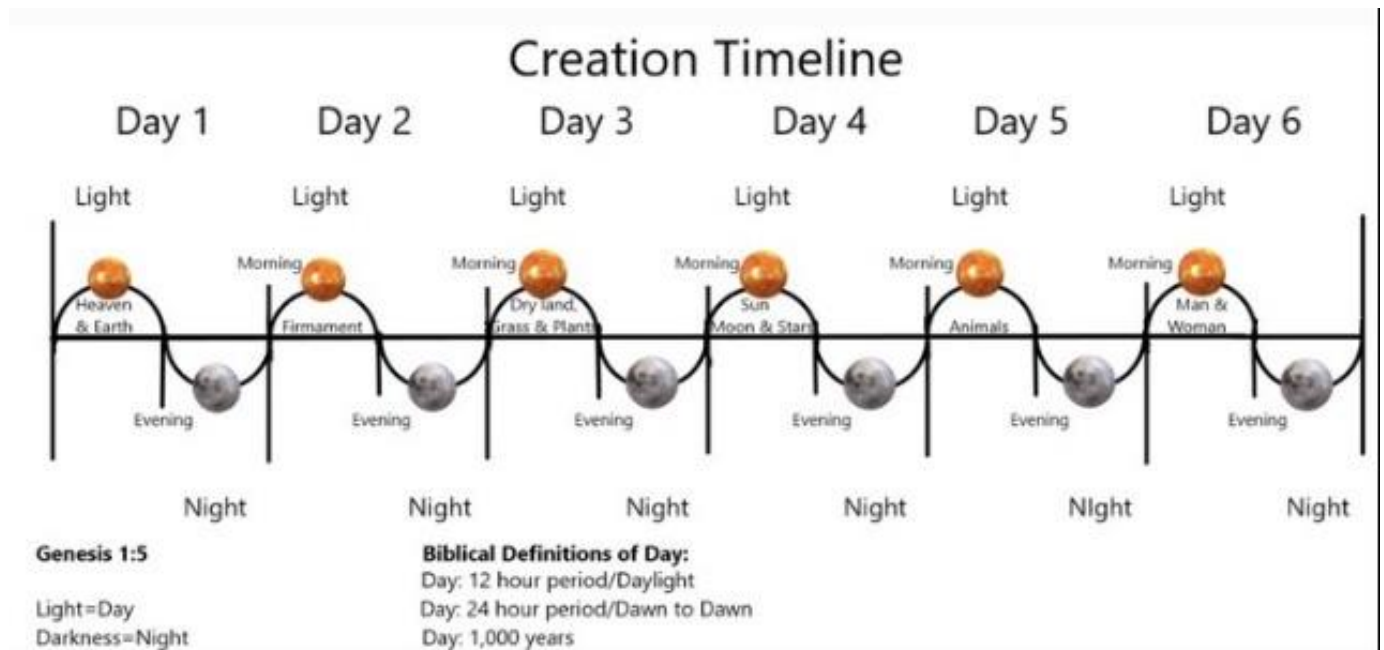 Creation Timeline
Day 1 Day 2 Day 3 Day 4 Day 5 Day 6
Light Light Light Light Light Light
Morning Morning Morning Morning Morning
Heaven Dry land, Sun Man &
& Earth Firmament Grass & Plants Moon & Stars Animals Woman
Evening Evening Evening Evening Evening Evening
Night Night Night Night NIght Night
Genesis 1:5 Biblical Definitions of Day:
Day: 12 hour period/Daylight
Light=Day Day: 24 hour period/Dawn to Dawn
Darkness=Night Day: 1,000 years